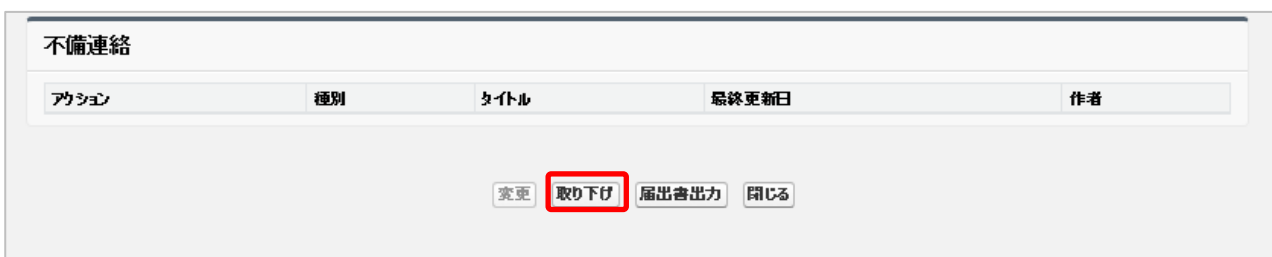 不備連絡
アクション 種別 タイトル 最終更新日 作者
変更 取り下げ 届出書出力 閉じる